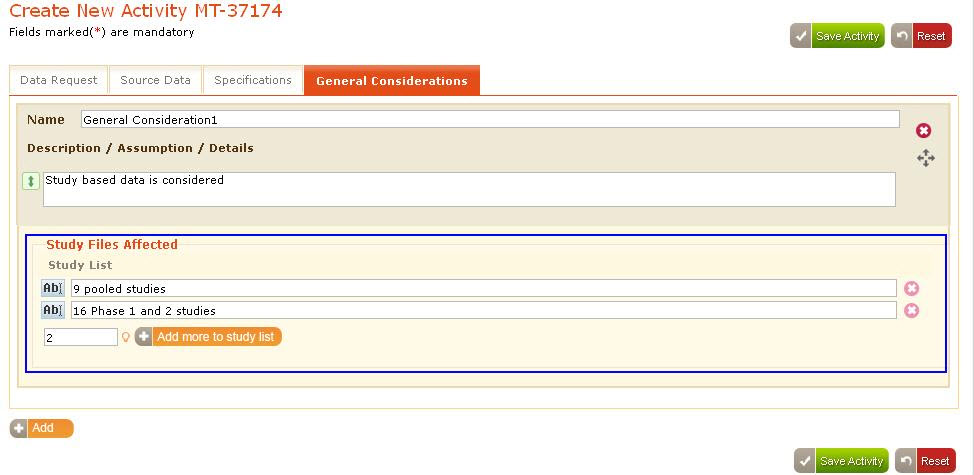 Create New Activity MT-37174
Fields marked(*) are mandatory
Save Activity Reset
Data Request Source Data Specifications General Considerations
Name General Consideration1
Description / Assumption / Details
Study based data is considered
Study Files Affected
Study List
Ab 9 pooled studies
Ab 16 Phase 1 and 2 studies
2 Add more to study list
Add
Save Activity Reset